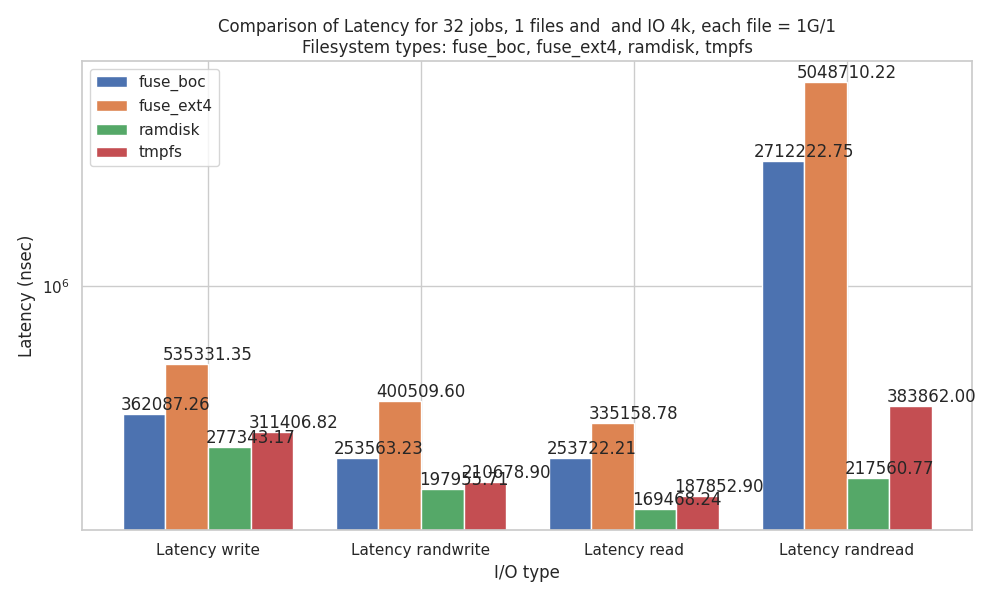 Comparison of Latency for 32 jobs, 1 files and  and IO 4k, each file = 1G/1
Filesystem types: fuse_boc, fuse_ext4, ramdisk, tmpfs
fuse_boc
fuse_ext4
ramdisk
tmpfs
5048710.22
2712222.75
Latency (nsec)
10^6
535331.35
362087.26
277343.17
311406.82
253563.23
400509.60
197955.71
210678.90
253722.21
335158.78
169468.24
187852.90
217560.77
383862.00
Latency write
Latency randwrite
Latency read
Latency randread
I/O type